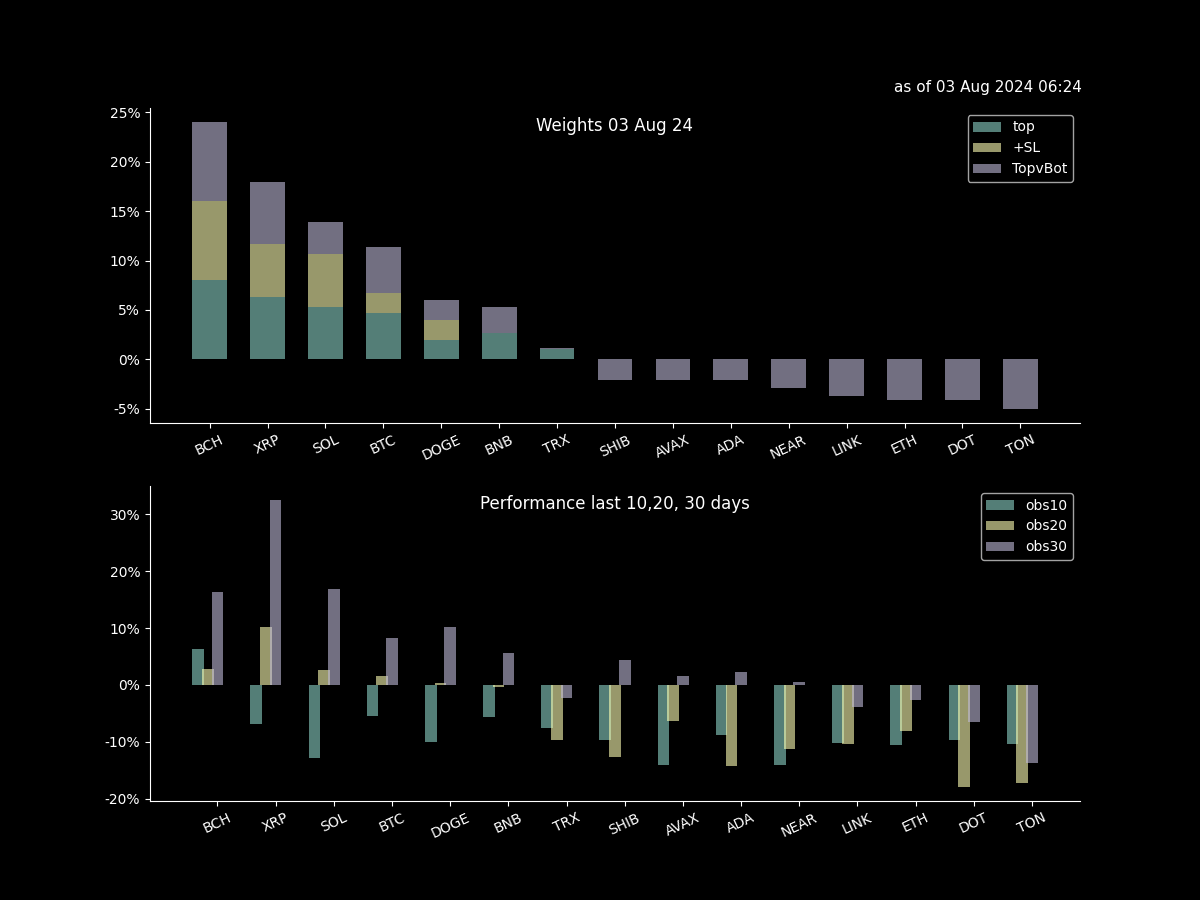 as of 03 Aug 2024 06:24
Weights 03 Aug 24
top
+SL
TopvBot
25%
20%
15%
10%
5%
0%
-5%
BCH XRP SOL BTC DOGE BNB TRX SHIB AVAX ADA NEAR LINK ETH DOT TON
Performance last 10,20, 30 days
obs10
obs20
obs30
30%
20%
10%
0%
-10%
-20%
BCH XRP SOL BTC DOGE BNB TRX SHIB AVAX ADA NEAR LINK ETH DOT TON